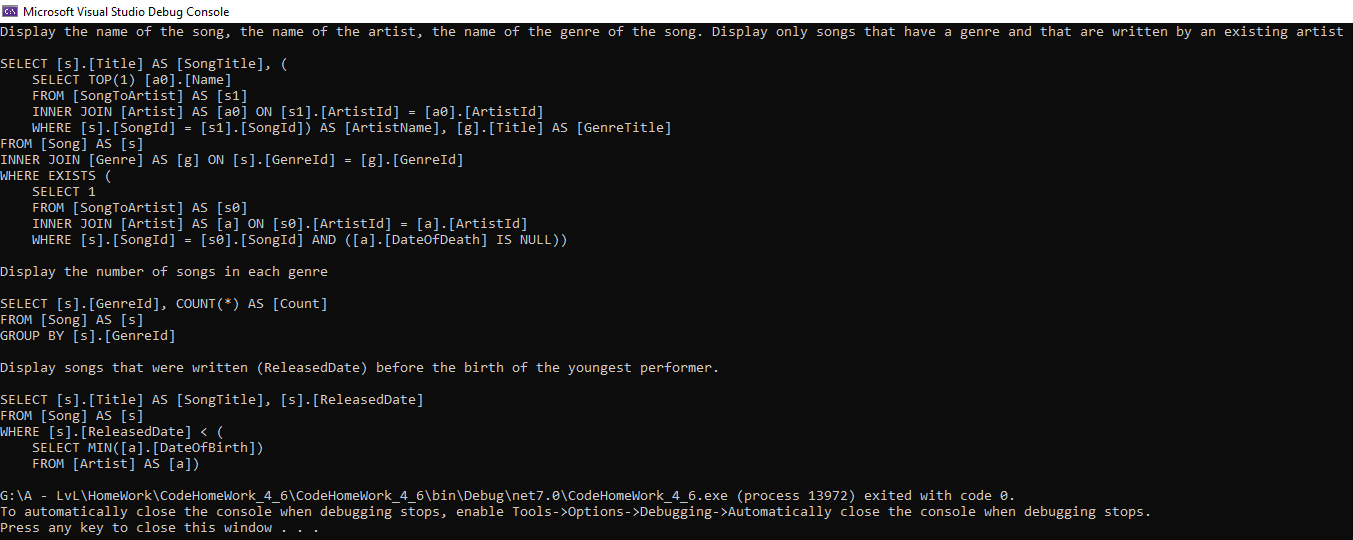 Microsoft Visual Studio Debug Console
Display the name of the song, the name of the artist, the name of the genre of the song. Display only songs that have a genre and that are written by an existing artist
SELECT [s].[Title] AS [SongTitle], (
    SELECT TOP(1) [a0].[Name]
    FROM [SongToArtist] AS [s1]
    INNER JOIN [Artist] AS [a0] ON [s1].[ArtistId] = [a0].[ArtistId]
    WHERE [s].[SongId] = [s1].[SongId]) AS [ArtistName], [g].[Title] AS [GenreTitle]
FROM [Song] AS [s]
INNER JOIN [Genre] AS [g] ON [s].[GenreId] = [g].[GenreId]
WHERE EXISTS (
    SELECT 1
    FROM [SongToArtist] AS [s0]
    INNER JOIN [Artist] AS [a] ON [s0].[ArtistId] = [a].[ArtistId]
    WHERE [s].[SongId] = [s0].[SongId] AND ([a].[DateOfDeath] IS NULL))
Display the number of songs in each genre
SELECT [s].[GenreId], COUNT(*) AS [Count]
FROM [Song] AS [s]
GROUP BY [s].[GenreId]
Display songs that were written (ReleasedDate) before the birth of the youngest performer.
SELECT [s].[Title] AS [SongTitle], [s].[ReleasedDate]
FROM [Song] AS [s]
WHERE [s].[ReleasedDate] < (
    SELECT MIN([a].[DateOfBirth])
    FROM [Artist] AS [a])
G:\A - LvL\HomeWork\CodeHomeWork_4_6\CodeHomeWork_4_6\bin\Debug\net7.0\CodeHomeWork_4_6.exe (process 13972) exited with code 0.
To automatically close the console when debugging stops, enable Tools->Options->Debugging->Automatically close the console when debugging stops.
Press any key to close this window . . .